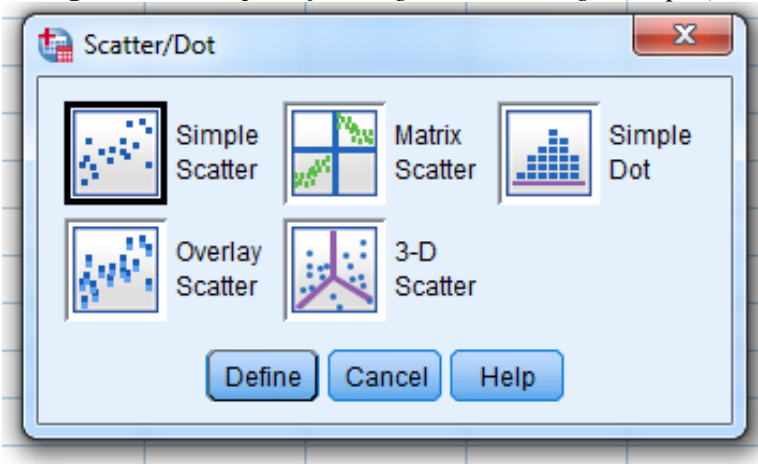 Scatter/Dot
Simple
Scatter
Matrix
Scatter
Simple
Dot
Overlay
Scatter
3-D
Scatter
Define
Cancel
Help